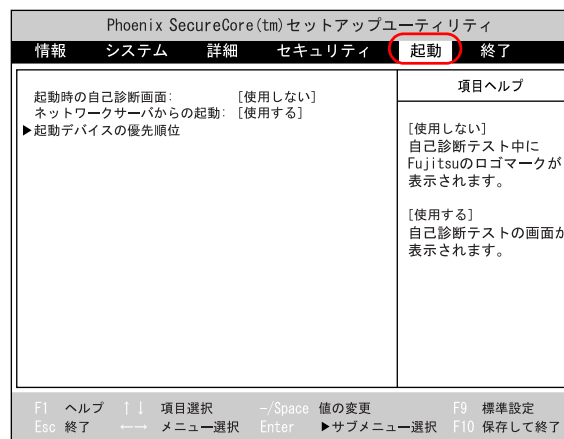 Phoenix SecureCore(tm)セットアップユーティリティ
情報 システム 詳細 セキュリティ 起動 終了
起動時の自己診断画面: [使用しない]
ネットワークサーバからの起動: [使用する]
▶起動デバイスの優先順位
項目ヘルプ
[使用しない]
自己診断テスト中に
Fujitsuのロゴマークが
表示されます。
[使用する]
自己診断テストの画面が
表示されます。
F1 ヘルプ ↑↓ 項目選択 -/Space 値の変更 F9 標準設定
Esc 終了 ←→ メニュー選択 Enter ▶サブメニュー選択 F10 保存して終了